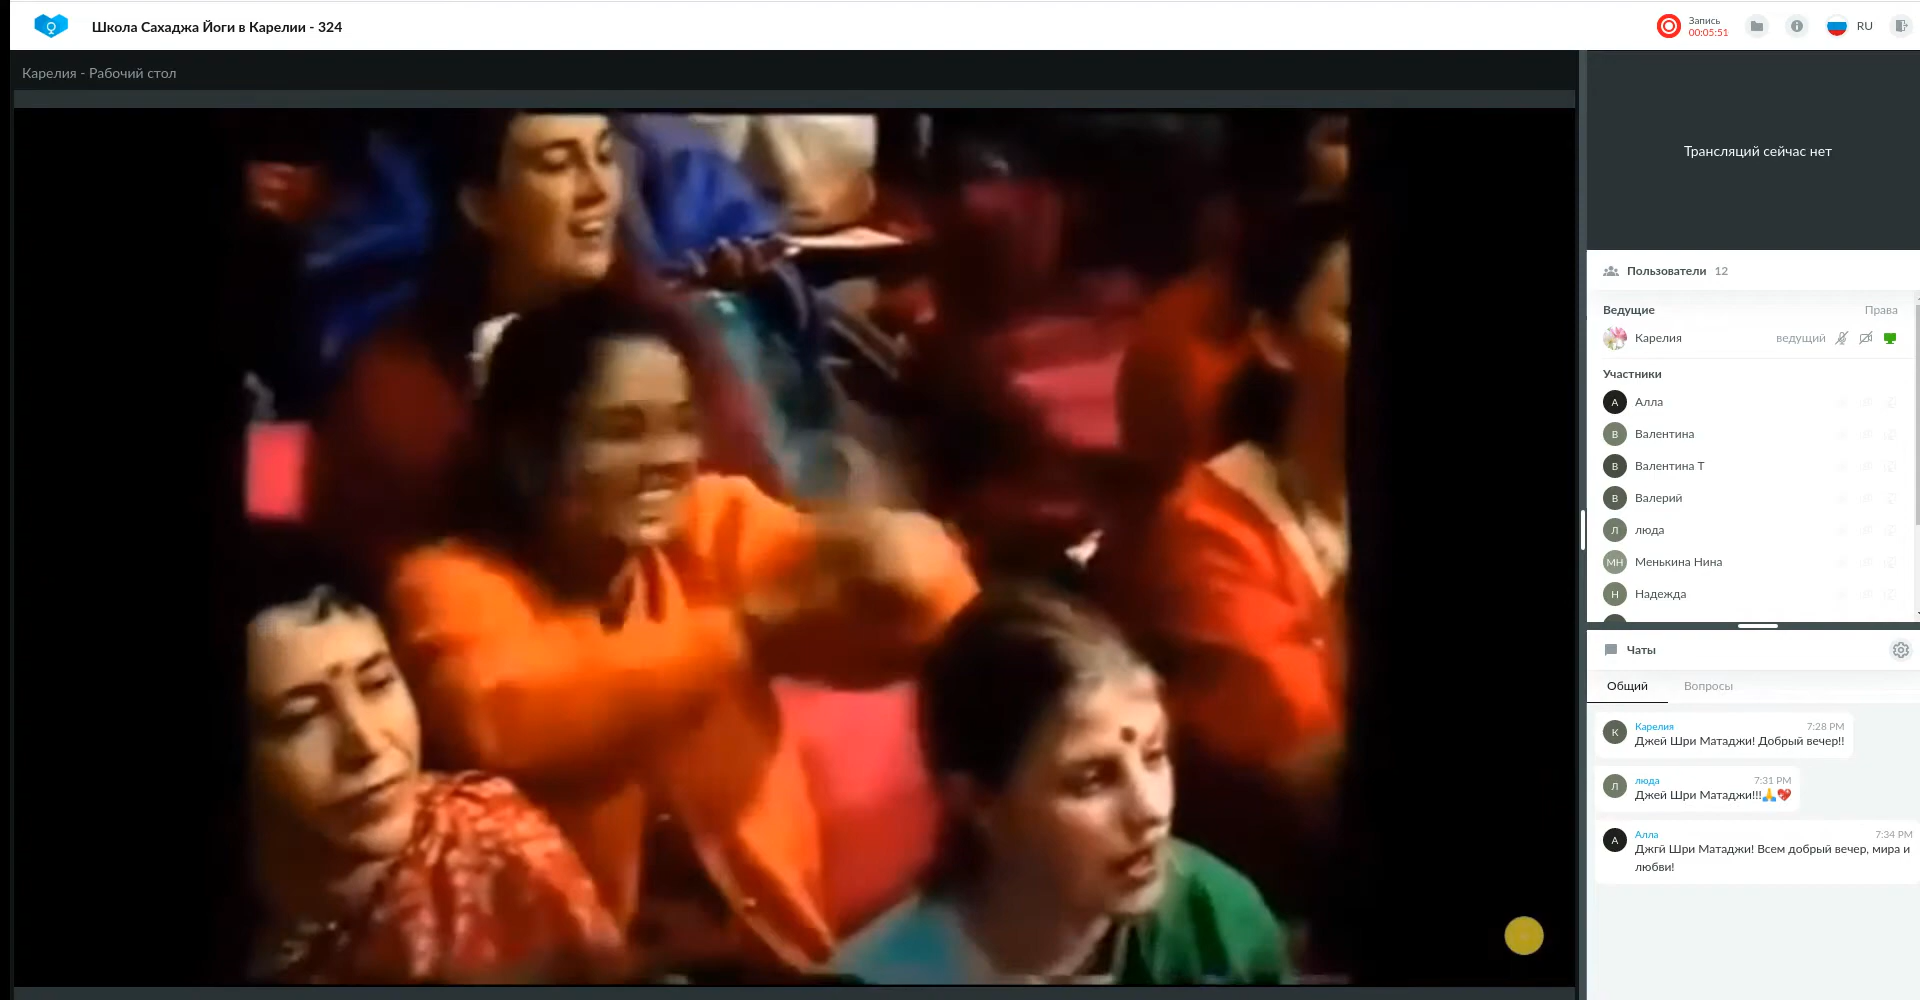 Школа Сахаджа Йоги в Карелии - 324
Запись
00:05:51
RU
Карелия - Рабочий стол
Трансляций сейчас нет
Пользователи 12
Ведущие Права
Карелия ведущий
Участники
А Алла
В Валентина
В Валентина Т
В Валерий
Л люда
МН Менькина Нина
Н Надежда
Чаты
Общий Вопросы
К Карелия 7:28 PM
Джей Шри Матаджи! Добрый вечер!!
Л люда 7:31 PM
Джей Шри Матаджи!!!🙏💖
А Алла 7:34 PM
Джгй Шри Матаджи! Всем добрый вечер, мира и
любви!